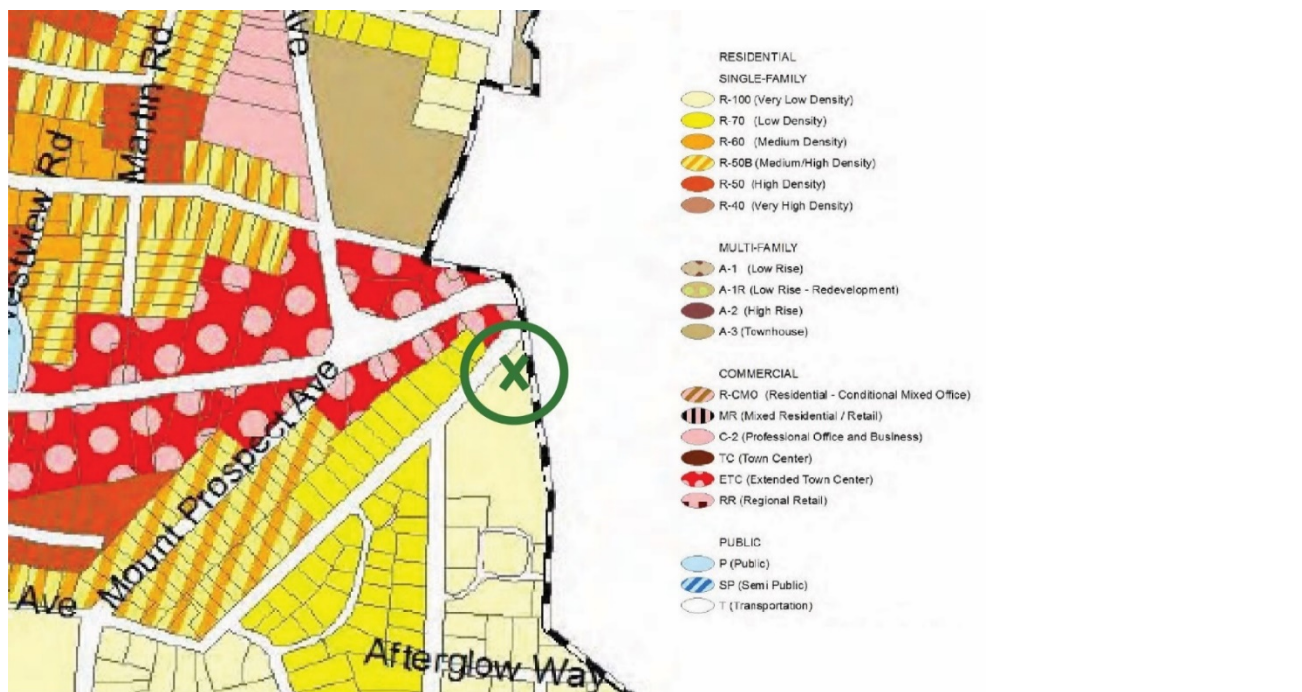 Ave
Martin Rd
estview Rd
Mount Prospect Ave
Ave
Afterglow Way
X
RESIDENTIAL
SINGLE-FAMILY
R-100 (Very Low Density)
R-70 (Low Density)
R-60 (Medium Density)
R-50B (Medium/High Density)
R-50 (High Density)
R-40 (Very High Density)
MULTI-FAMILY
A-1 (Low Rise)
A-1R (Low Rise - Redevelopment)
A-2 (High Rise)
A-3 (Townhouse)
COMMERCIAL
R-CMO (Residential - Conditional Mixed Office)
MR (Mixed Residential / Retail)
C-2 (Professional Office and Business)
TC (Town Center)
ETC (Extended Town Center)
RR (Regional Retail)
PUBLIC
P (Public)
SP (Semi Public)
T (Transportation)